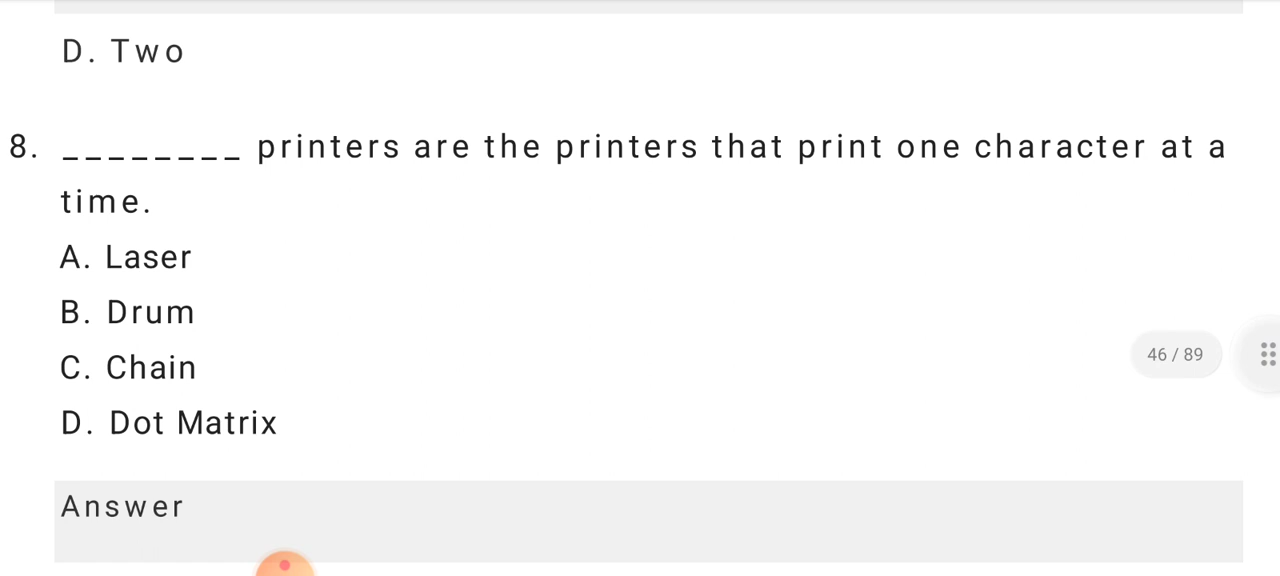 D. Two
8. ________ printers are the printers that print one character at a
time.
A. Laser
B. Drum
C. Chain
D. Dot Matrix
46 / 89
Answer